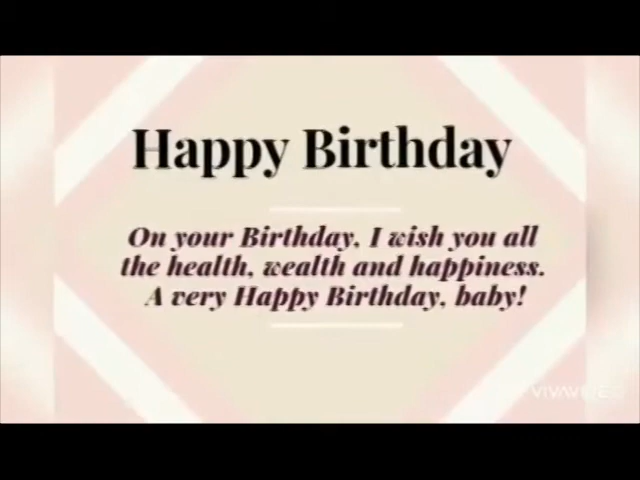 Happy Birthday
On your Birthday, I wish you all
the health, wealth and happiness.
A very Happy Birthday, baby!